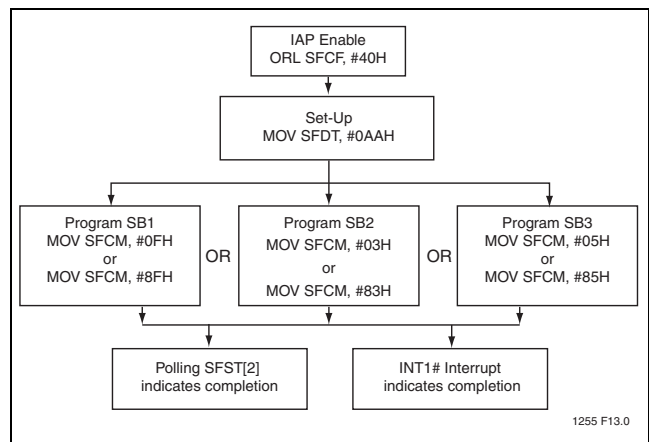 IAP Enable
ORL SFCF, #40H
Set-Up
MOV SFDT, #0AAH
Program SB1
MOV SFCM, #0FH
or
MOV SFCM, #8FH
OR
Program SB2
MOV SFCM, #03H
or
MOV SFCM, #83H
OR
Program SB3
MOV SFCM, #05H
or
MOV SFCM, #85H
Polling SFST[2]
indicates completion
INT1# Interrupt
indicates completion
1255 F13.0